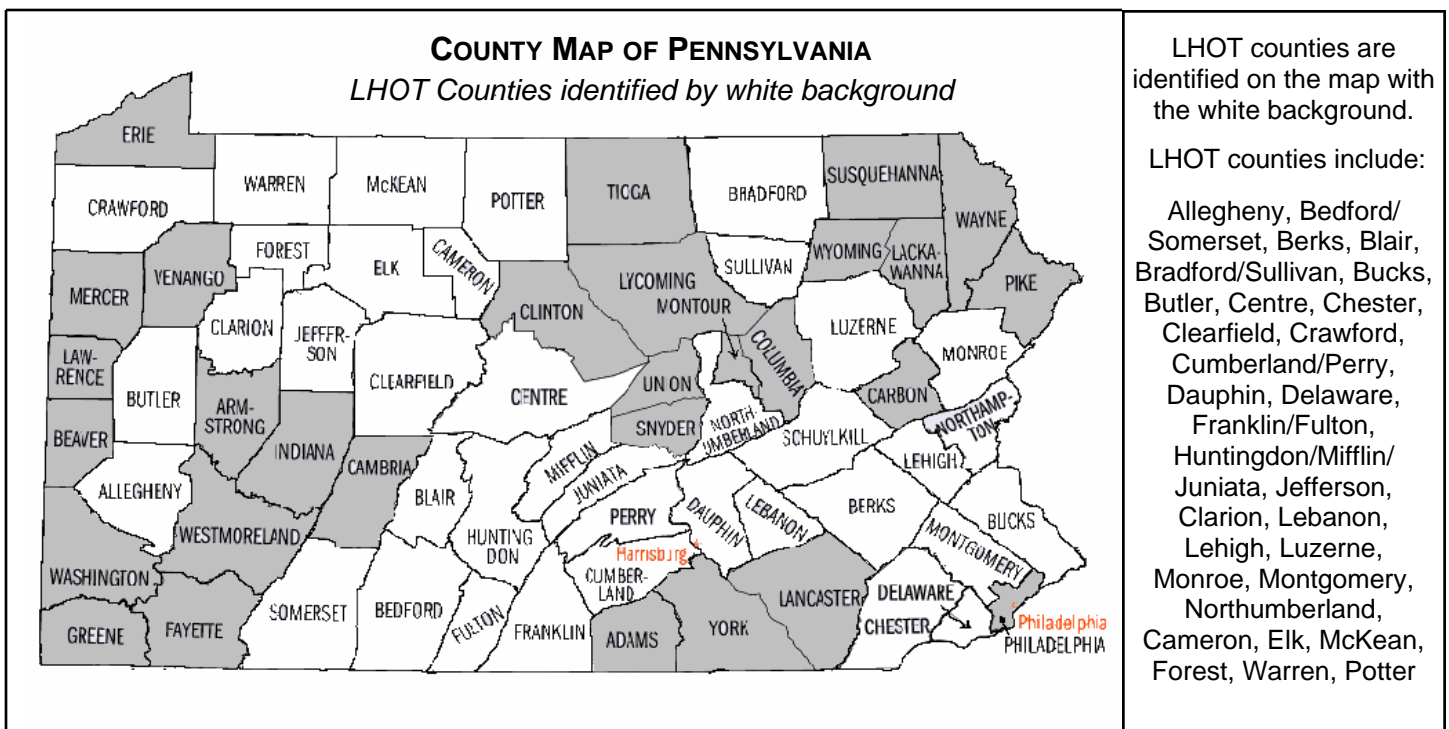 COUNTY MAP OF PENNSYLVANIA
LHOT Counties identified by white background
ERIE
CRAWFORD
WARREN
McKEAN
POTTER
TIOGA
BRADFORD
SUSQUEHANNA
WAYNE
MERCER
VENANGO
FOREST
ELK
CAMERON
CLINTON
LYCOMING
SULLIVAN
WYOMING
LACKA-
WANNA
PIKE
MONTOUR
COLUMBIA
LUZERNE
MONROE
LAW-
RENCE
BUTLER
CLARION
JEFFR-
SON
CLEARFIELD
CENTRE
UNION
SNYDER
NORTH-
UMBERLAND
SCHUYLKILL
CARBON
NORTHAMP-
TON
LEHIGH
BEAVER
ARM-
STRONG
INDIANA
CAMBRIA
BLAIR
HUNTING
DON
MIFFLIN
JUNIATA
PERRY
DAUPHIN
LEBANON
BERKS
BUCKS
MONTGOMERY
ALLEGHENY
WESTMORELAND
WASHINGTON
GREENE
FAYETTE
SOMERSET
BEDFORD
FULTON
FRANKLIN
Harrisburg
CUMBER-
LAND
ADAMS
YORK
LANCASTER
DELAWARE
CHESTER
Philadelphia
PHILADELPHIA
LHOT counties are
identified on the map with
the white background.
LHOT counties include:
Allegheny, Bedford/
Somerset, Berks, Blair,
Bradford/Sullivan, Bucks,
Butler, Centre, Chester,
Clearfield, Crawford,
Cumberland/Perry,
Dauphin, Delaware,
Franklin/Fulton,
Huntingdon/Mifflin/
Juniata, Jefferson,
Clarion, Lebanon,
Lehigh, Luzerne,
Monroe, Montgomery,
Northumberland,
Cameron, Elk, McKean,
Forest, Warren, Potter